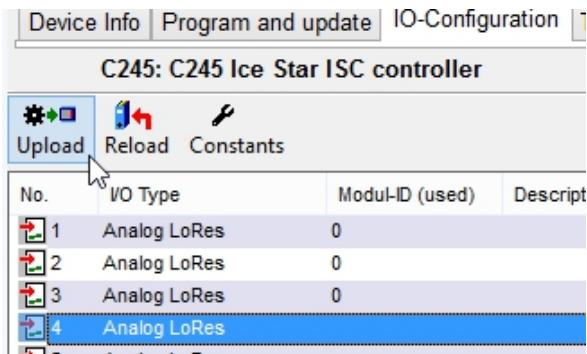 Device Info Program and update IO-Configuration
C245: C245 Ice Star ISC controller
Upload Reload Constants
No. I/O Type Modul-ID (used) Descript
1 Analog LoRes 0
2 Analog LoRes 0
3 Analog LoRes 0
4 Analog LoRes